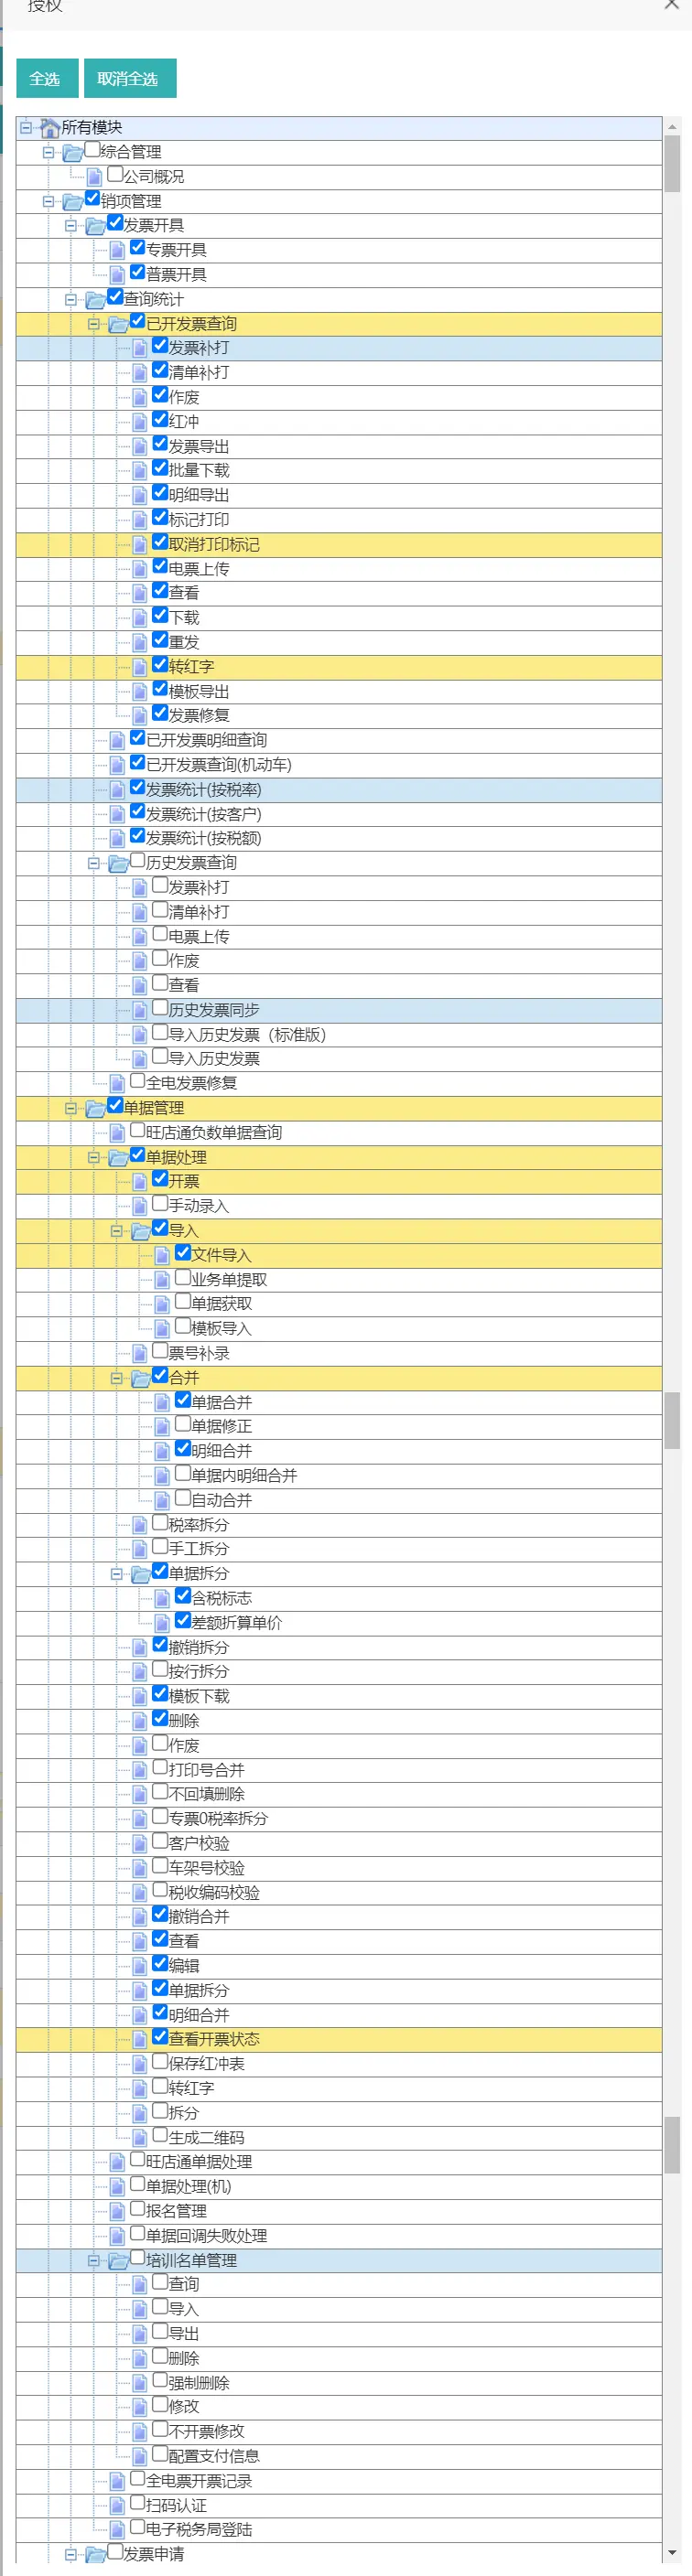 授权
全选 取消全选
所有模块
综合管理
公司概况
销项管理
发票开具
专票开具
普票开具
查询统计
已开发票查询
发票补打
清单补打
作废
红冲
发票导出
批量下载
明细导出
标记打印
取消打印标记
电票上传
查看
下载
重发
转红字
模板导出
发票修复
已开发票明细查询
已开发票查询(机动车)
发票统计(按税率)
发票统计(按客户)
发票统计(按税额)
历史发票查询
发票补打
清单补打
电票上传
作废
查看
历史发票同步
导入历史发票（标准版）
导入历史发票
全电发票修复
单据管理
旺店通负数单据查询
单据处理
开票
手动录入
导入
文件导入
业务单提取
单据获取
模板导入
票号补录
合并
单据合并
单据修正
明细合并
单据内明细合并
自动合并
税率拆分
手工拆分
单据拆分
含税标志
差额折算单价
撤销拆分
按行拆分
模板下载
删除
作废
打印号合并
不回填删除
专票0税率拆分
客户校验
车架号校验
税收编码校验
撤销合并
查看
编辑
单据拆分
明细合并
查看开票状态
保存红冲表
转红字
拆分
生成二维码
旺店通单据处理
单据处理(机)
报名管理
单据回调失败处理
培训名单管理
查询
导入
导出
删除
强制删除
修改
不开票修改
配置支付信息
全电票开票记录
扫码认证
电子税务局登陆
发票申请